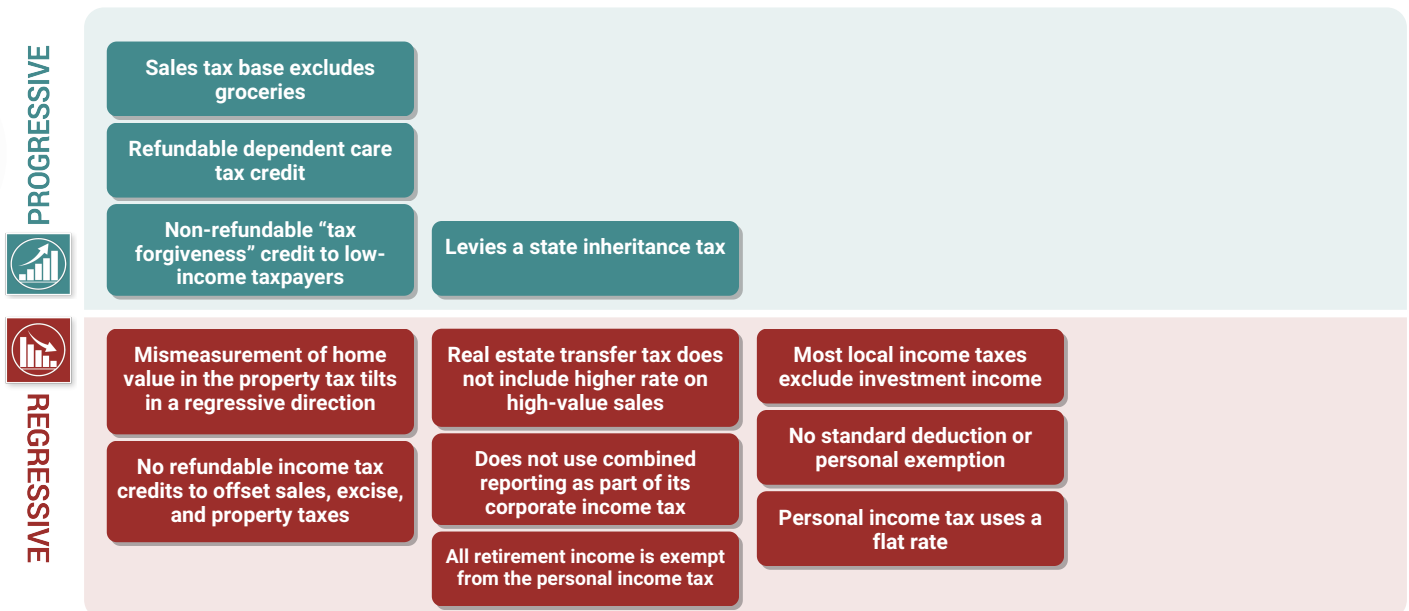 PROGRESSIVE
Sales tax base excludes
groceries
Refundable dependent care
tax credit
Non-refundable “tax
forgiveness” credit to low-
income taxpayers
Levies a state inheritance tax
REGRESSIVE
Mismeasurement of home
value in the property tax tilts
in a regressive direction
No refundable income tax
credits to offset sales, excise,
and property taxes
Real estate transfer tax does
not include higher rate on
high-value sales
Does not use combined
reporting as part of its
corporate income tax
All retirement income is exempt
from the personal income tax
Most local income taxes
exclude investment income
No standard deduction or
personal exemption
Personal income tax uses a
flat rate